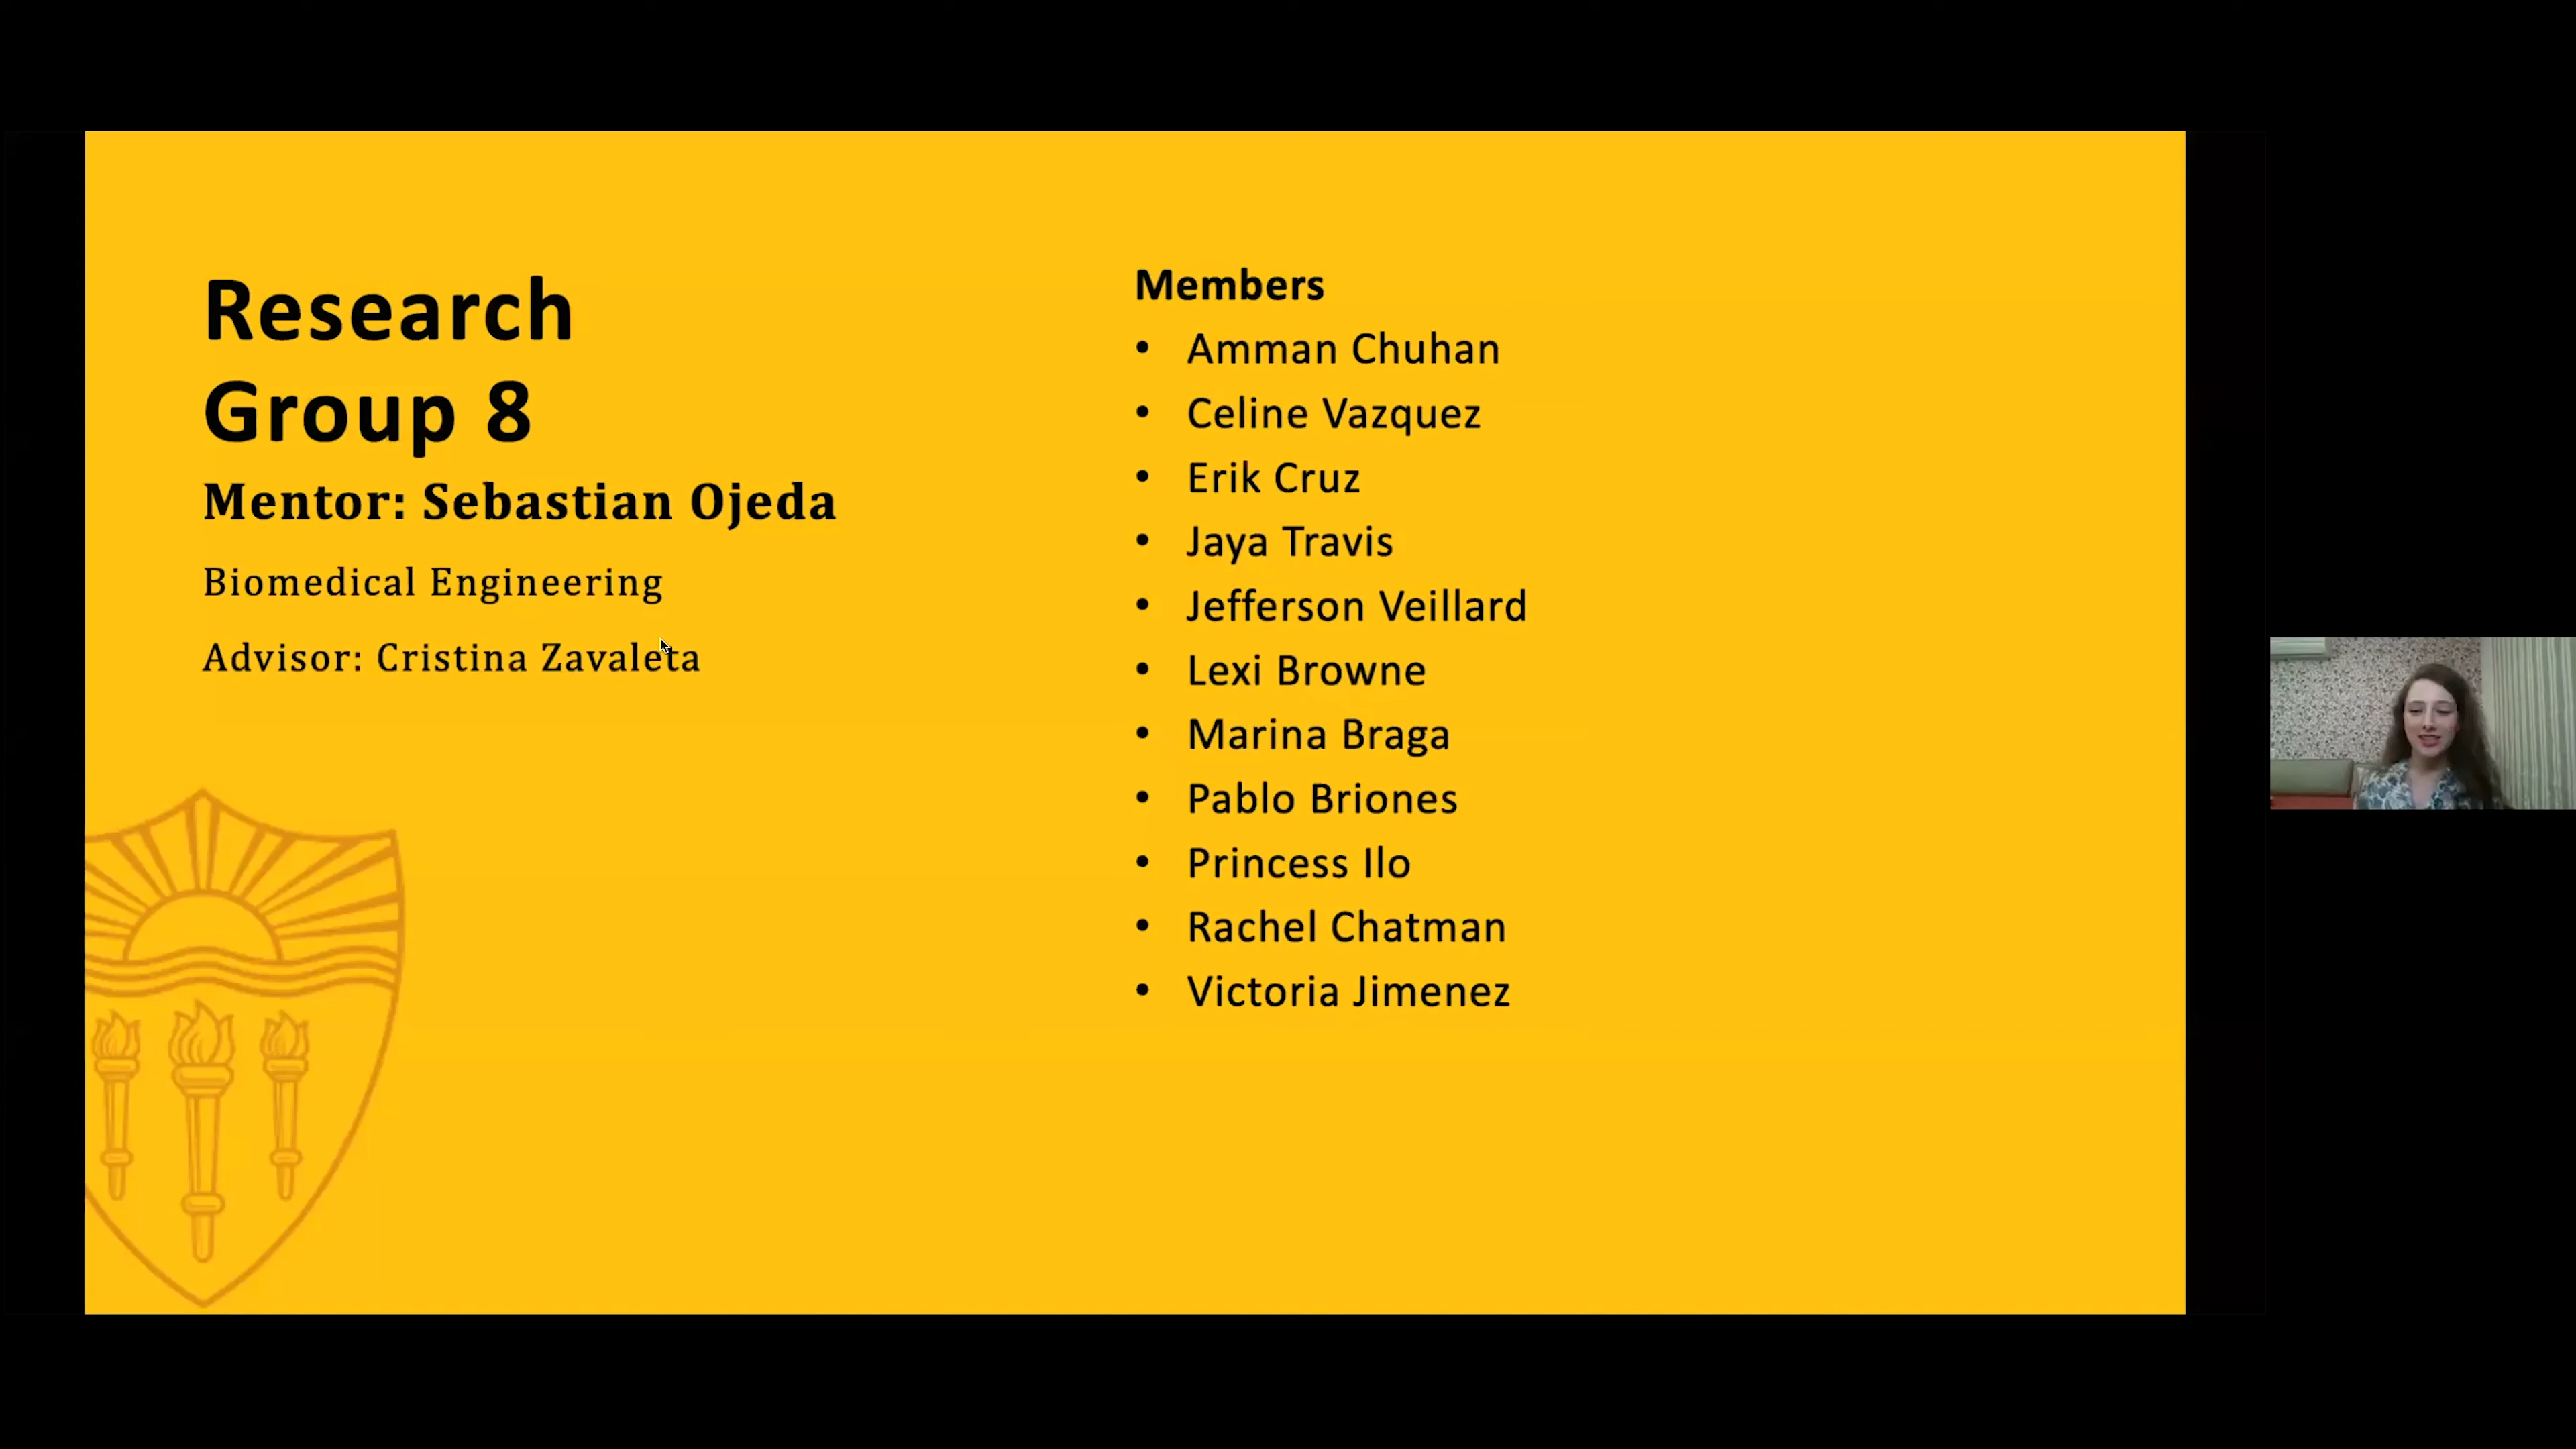 Research
Group 8
Mentor: Sebastian Ojeda
Biomedical Engineering
Advisor: Cristina Zavaleta
Members
• Amman Chuhan
• Celine Vazquez
• Erik Cruz
• Jaya Travis
• Jefferson Veillard
• Lexi Browne
• Marina Braga
• Pablo Briones
• Princess Ilo
• Rachel Chatman
• Victoria Jimenez